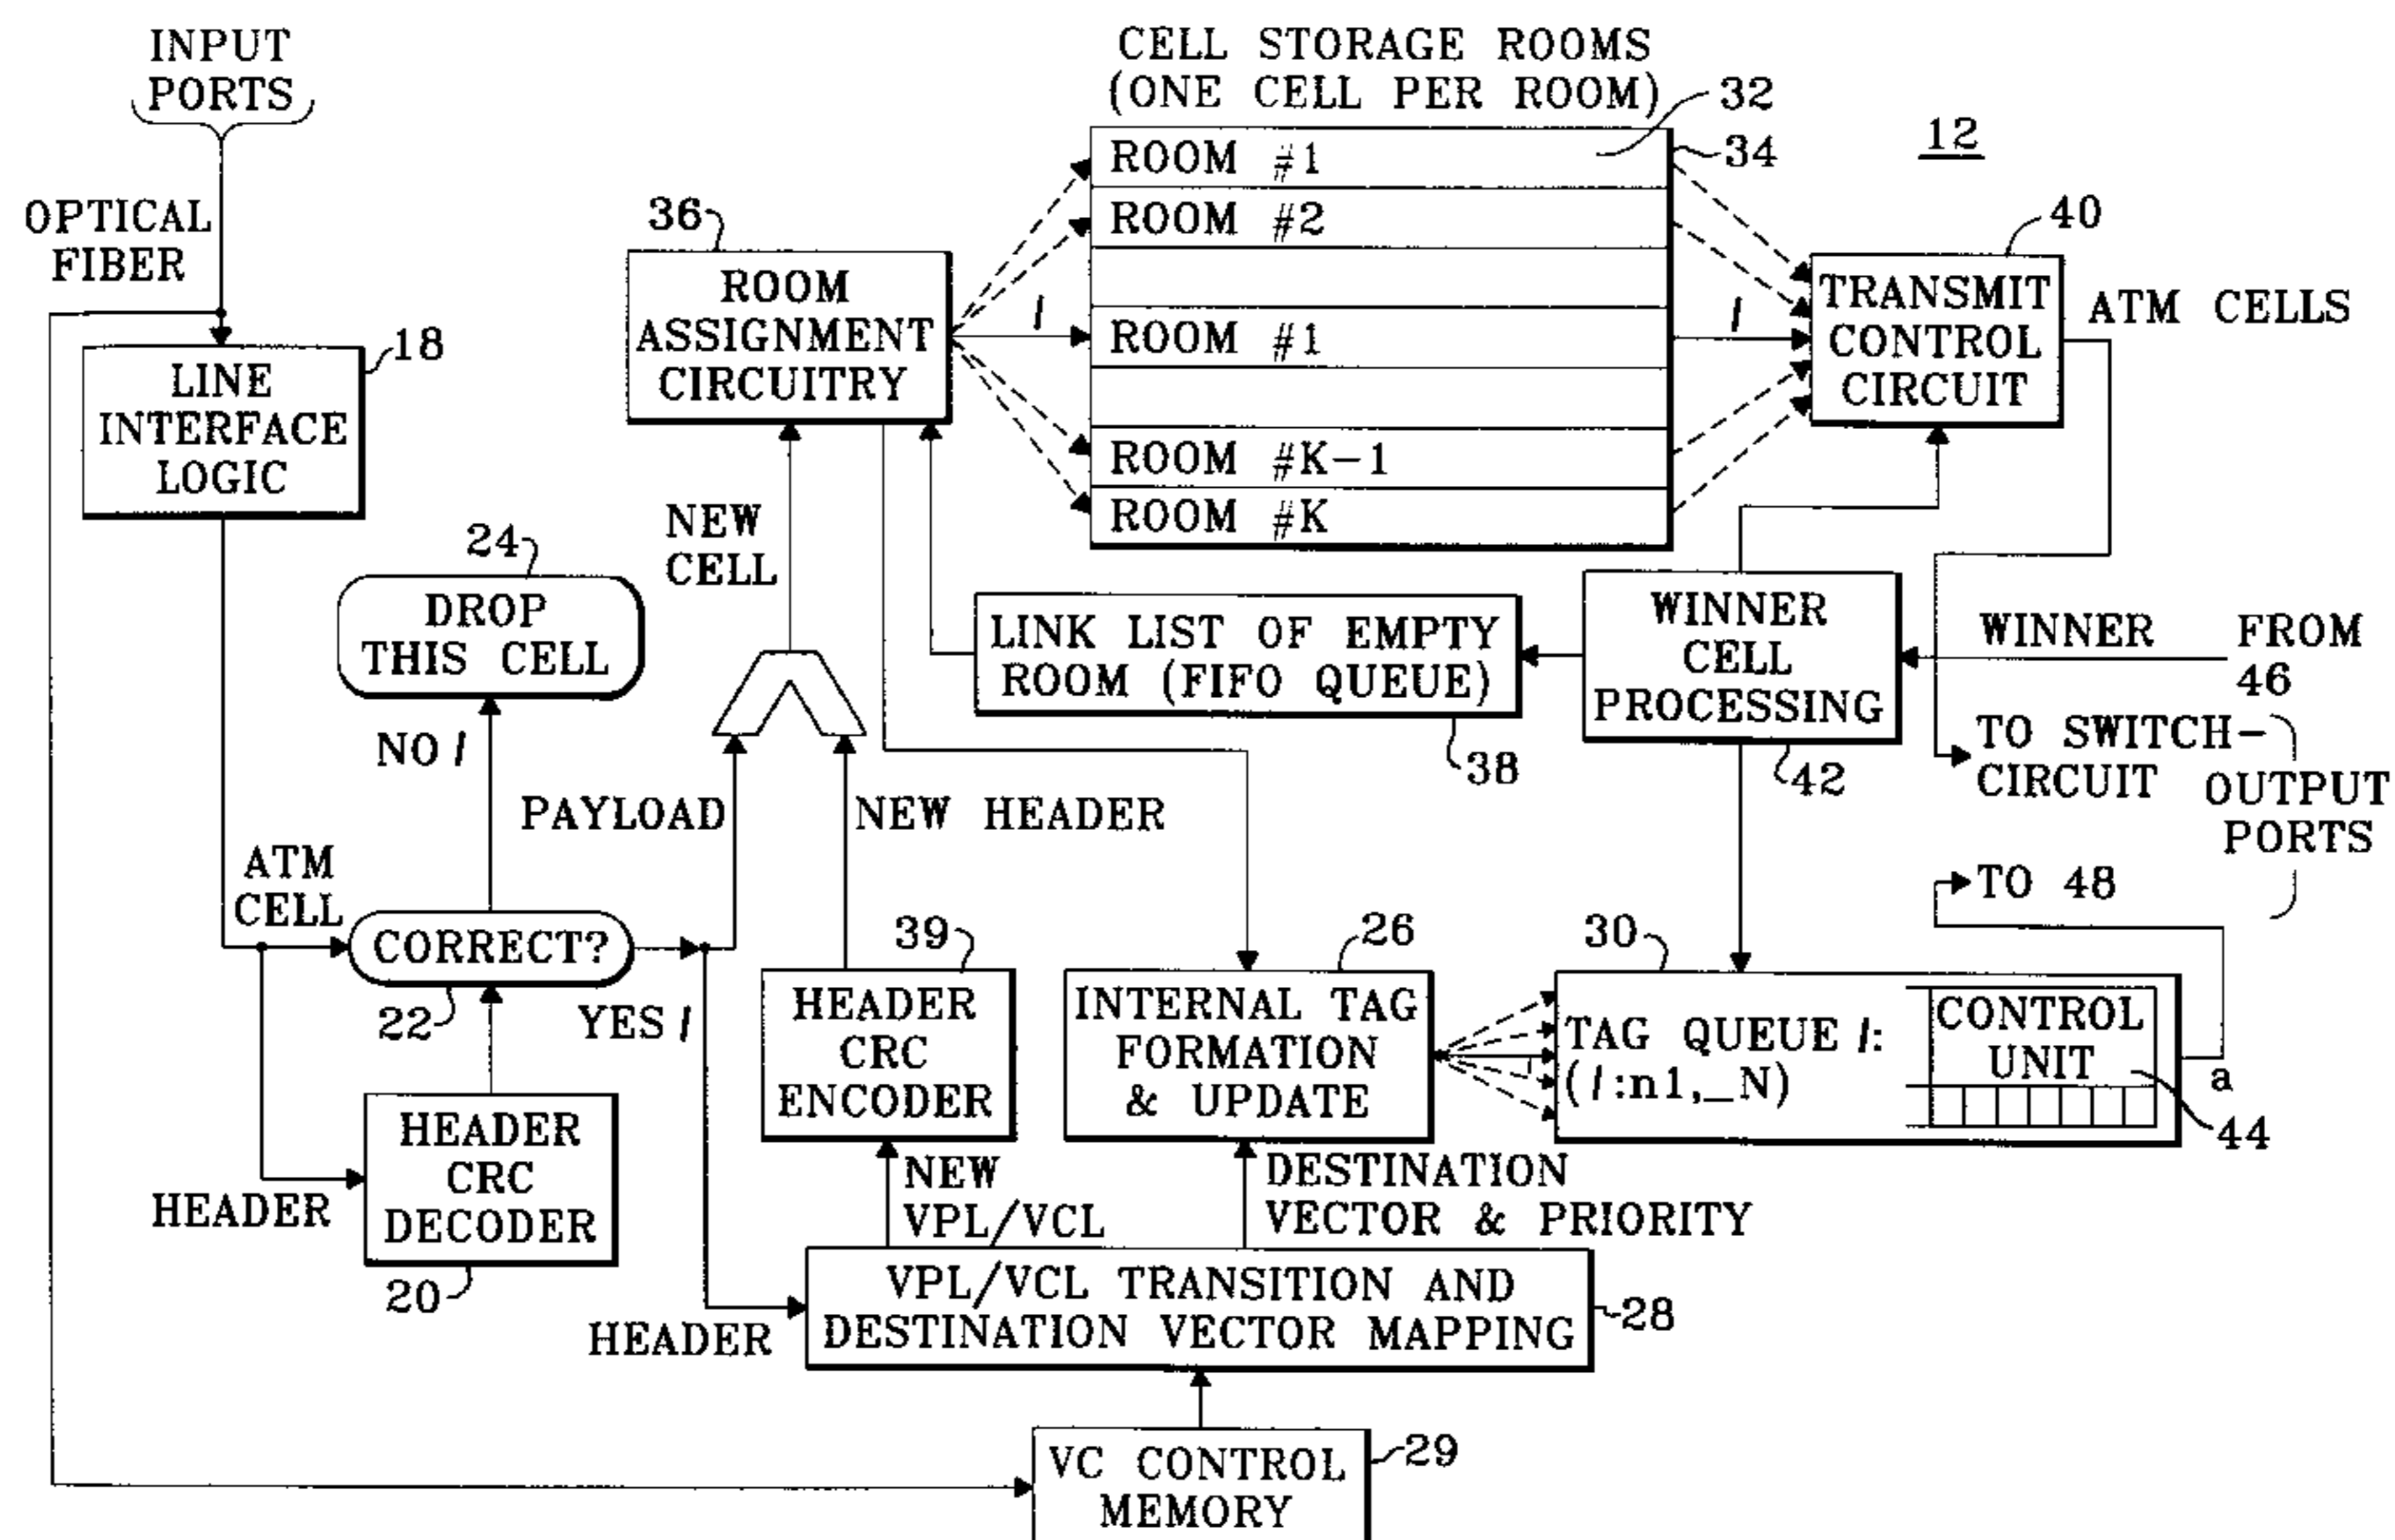 INPUT
PORTS
OPTICAL
FIBER
18
LINE
INTERFACE
LOGIC
CELL STORAGE ROOMS
(ONE CELL PER ROOM)
32
34
12
ROOM #1
ROOM #2
ROOM #1
ROOM #K-1
ROOM #K
36
ROOM
ASSIGNMENT
CIRCUITRY
I
I
40
TRANSMIT
CONTROL
CIRCUIT
ATM CELLS
NEW
CELL
24
DROP
THIS CELL
NO I
LINK LIST OF EMPTY
ROOM (FIFO QUEUE)
38
WINNER
CELL
PROCESSING
42
WINNER
FROM
46
TO SWITCH-
CIRCUIT
OUTPUT
PORTS
TO 48
PAYLOAD
NEW HEADER
ATM
CELL
CORRECT?
22
YES I
HEADER
HEADER
CRC
DECODER
20
39
HEADER
CRC
ENCODER
26
INTERNAL TAG
FORMATION
& UPDATE
I
30
TAG QUEUE I:
(I:n1,_N)
CONTROL
UNIT
44
a
NEW
VPL/VCL
DESTINATION
VECTOR & PRIORITY
HEADER
VPL/VCL TRANSITION AND
DESTINATION VECTOR MAPPING
28
VC CONTROL
MEMORY
29